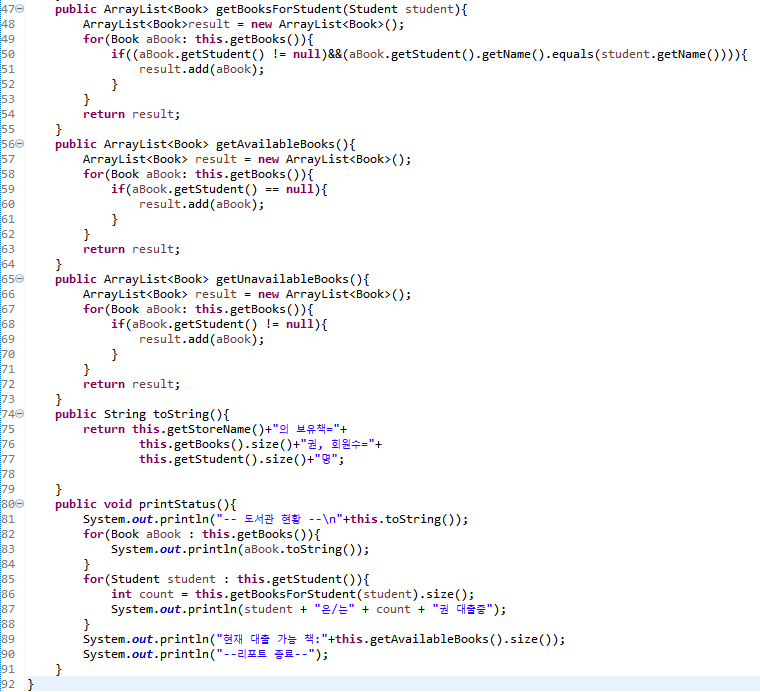 47 public ArrayList<Book> getBooksForStudent(Student student){
48 ArrayList<Book>result = new ArrayList<Book>();
49 for(Book aBook: this.getBooks()){
50 if((aBook.getStudent() != null)&&(aBook.getStudent().getName().equals(student.getName()))){
51 result.add(aBook);
52 }
53 }
54 return result;
55 }
56 public ArrayList<Book> getAvailableBooks(){
57 ArrayList<Book> result = new ArrayList<Book>();
58 for(Book aBook: this.getBooks()){
59 if(aBook.getStudent() == null){
60 result.add(aBook);
61 }
62 }
63 return result;
64 }
65 public ArrayList<Book> getUnavailableBooks(){
66 ArrayList<Book> result = new ArrayList<Book>();
67 for(Book aBook: this.getBooks()){
68 if(aBook.getStudent() != null){
69 result.add(aBook);
70 }
71 }
72 return result;
73 }
74 public String toString(){
75 return this.getStoreName()+"의 보유책="+
76 this.getBooks().size()+"권, 회원수="+
77 this.getStudent().size()+"명";
78
79 }
80 public void printStatus(){
81 System.out.println("-- 도서관 현황 --\n"+this.toString());
82 for(Book aBook : this.getBooks()){
83 System.out.println(aBook.toString());
84 }
85 for(Student student : this.getStudent()){
86 int count = this.getBooksForStudent(student).size();
87 System.out.println(student + "은/는" + count + "권 대출중");
88 }
89 System.out.println("현재 대출 가능 책:"+this.getAvailableBooks().size());
90 System.out.println("--리포트 종료--");
91 }
92 }